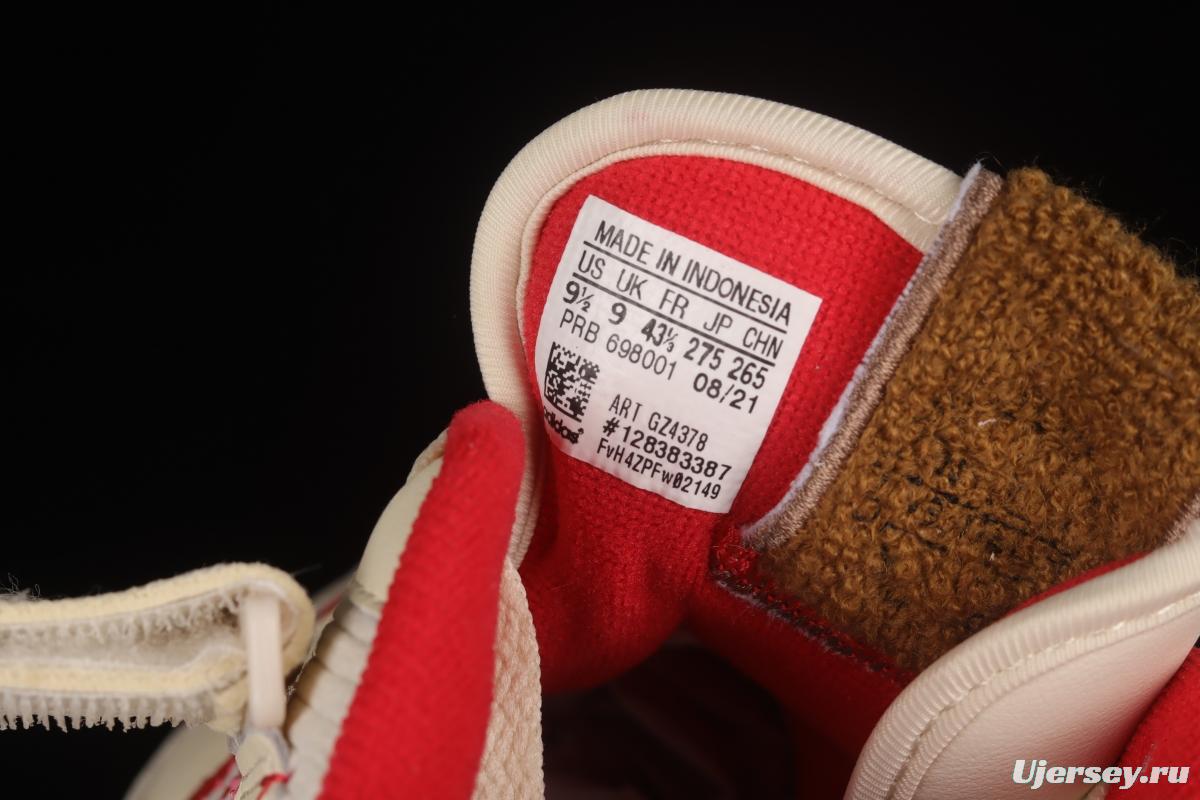 MADE IN INDONESIA
US UK FR JP CHN
9½ 9 43⅓ 275 265
PRB 698001 08/21
ART GZ4378
#128383387
FvH4ZPFw02149
adidas
Ujersey.ru